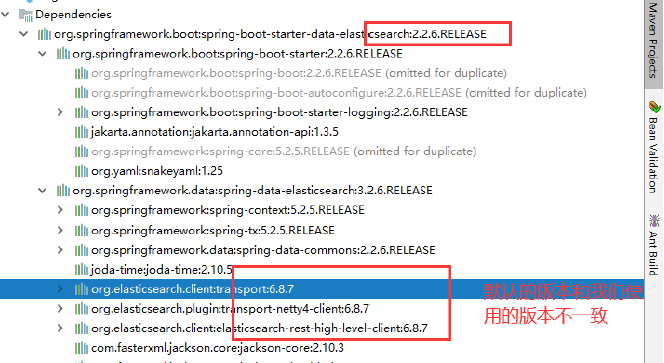 Dependencies
org.springframework.boot:spring-boot-starter-data-elasticsearch:2.2.6.RELEASE
org.springframework.boot:spring-boot-starter:2.2.6.RELEASE
org.springframework.boot:spring-boot:2.2.6.RELEASE (omitted for duplicate)
org.springframework.boot:spring-boot-autoconfigure:2.2.6.RELEASE (omitted for duplicate)
org.springframework.boot:spring-boot-starter-logging:2.2.6.RELEASE
jakarta.annotation:jakarta.annotation-api:1.3.5
org.springframework:spring-core:5.2.5.RELEASE (omitted for duplicate)
org.yaml:snakeyaml:1.25
org.springframework.data:spring-data-elasticsearch:3.2.6.RELEASE
org.springframework:spring-context:5.2.5.RELEASE
org.springframework:spring-tx:5.2.5.RELEASE
org.springframework.data:spring-data-commons:2.2.6.RELEASE
joda-time:joda-time:2.10.5
org.elasticsearch.client:transport:6.8.7
org.elasticsearch.plugin:transport-netty4-client:6.8.7
org.elasticsearch.client:elasticsearch-rest-high-level-client:6.8.7
com.fasterxml.jackson.core:jackson-core:2.10.3
默认的版本和我们使
用的版本不一致
Maven Projects
Bean Validation
Ant Build